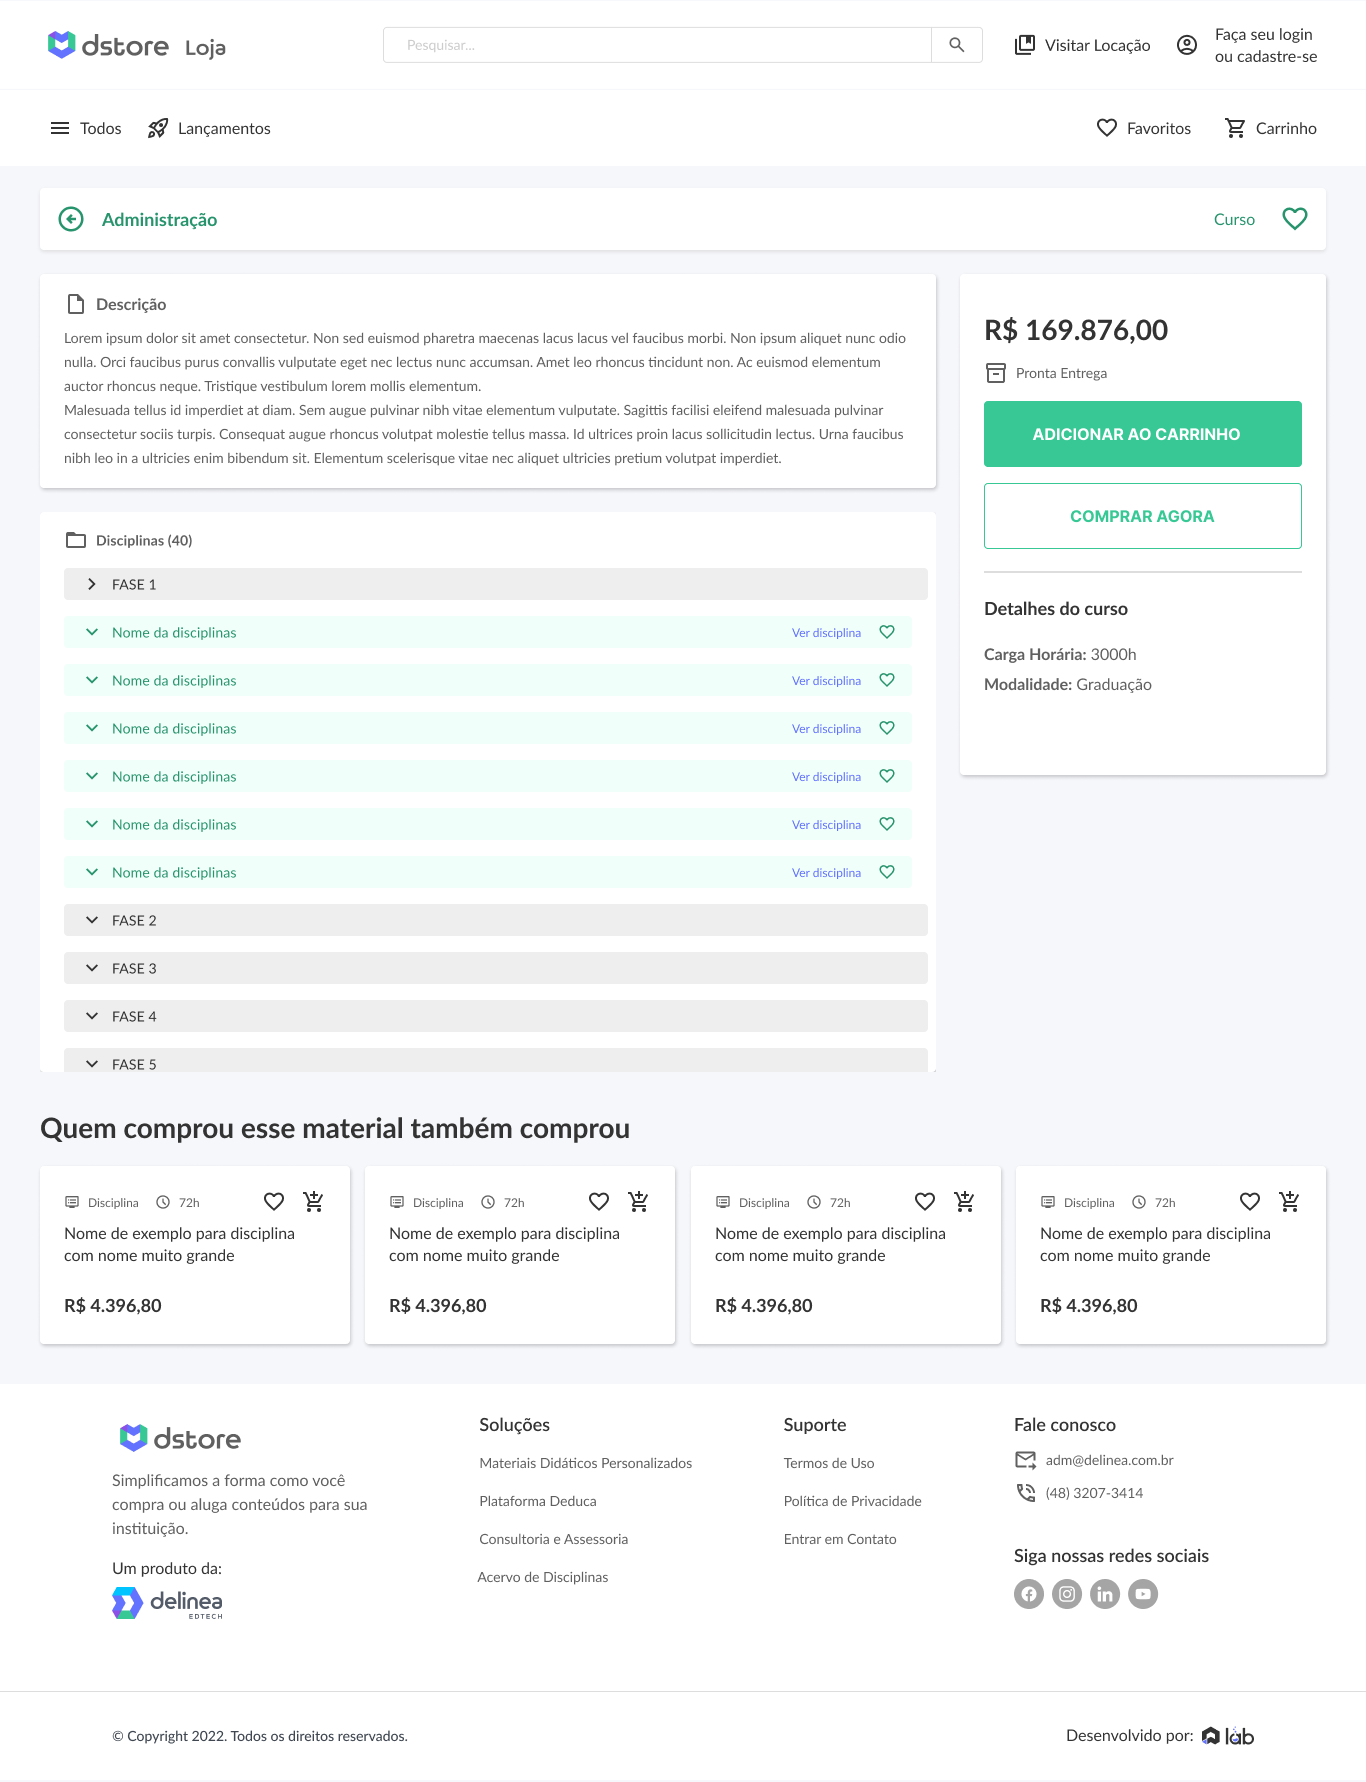 dstore Loja
Pesquisar...
Visitar Locação
Faça seu login
ou cadastre-se
Todos
Lançamentos
Favoritos
Carrinho
Administração
Curso
Descrição
Lorem ipsum dolor sit amet consectetur. Non sed euismod pharetra maecenas lacus lacus vel faucibus morbi. Non ipsum aliquet nunc odio
nulla. Orci faucibus purus convallis vulputate eget nec lectus nunc accumsan. Amet leo rhoncus tincidunt non. Ac euismod elementum
auctor rhoncus neque. Tristique vestibulum lorem mollis elementum.
Malesuada tellus id imperdiet at diam. Sem augue pulvinar nibh vitae elementum vulputate. Sagittis facilisi eleifend malesuada pulvinar
consectetur sociis turpis. Consequat augue rhoncus volutpat molestie tellus massa. Id ultrices proin lacus sollicitudin lectus. Urna faucibus
nibh leo in a ultricies enim bibendum sit. Elementum scelerisque vitae nec aliquet ultricies pretium volutpat imperdiet.
R$ 169.876,00
Pronta Entrega
ADICIONAR AO CARRINHO
COMPRAR AGORA
Detalhes do curso
Carga Horária: 3000h
Modalidade: Graduação
Disciplinas (40)
FASE 1
Nome da disciplinas Ver disciplina
Nome da disciplinas Ver disciplina
Nome da disciplinas Ver disciplina
Nome da disciplinas Ver disciplina
Nome da disciplinas Ver disciplina
Nome da disciplinas Ver disciplina
FASE 2
FASE 3
FASE 4
FASE 5
Quem comprou esse material também comprou
Disciplina 72h
Nome de exemplo para disciplina
com nome muito grande
R$ 4.396,80
Disciplina 72h
Nome de exemplo para disciplina
com nome muito grande
R$ 4.396,80
Disciplina 72h
Nome de exemplo para disciplina
com nome muito grande
R$ 4.396,80
Disciplina 72h
Nome de exemplo para disciplina
com nome muito grande
R$ 4.396,80
dstore
Simplificamos a forma como você
compra ou aluga conteúdos para sua
instituição.
Um produto da:
delinea
EDTECH
Soluções
Materiais Didáticos Personalizados
Plataforma Deduca
Consultoria e Assessoria
Acervo de Disciplinas
Suporte
Termos de Uso
Política de Privacidade
Entrar em Contato
Fale conosco
adm@delinea.com.br
(48) 3207-3414
Siga nossas redes sociais
© Copyright 2022. Todos os direitos reservados.
Desenvolvido por: lab